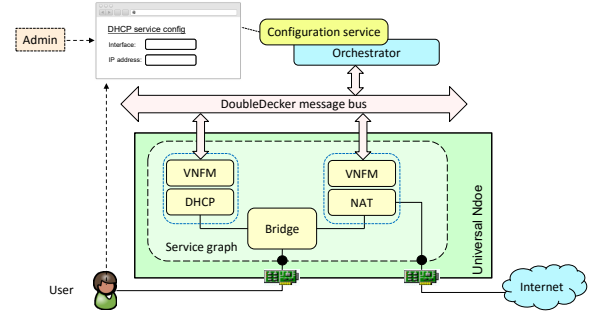 DHCP service config
Interface:
IP address:
Admin
Configuration service
Orchestrator
DoubleDecker message bus
VNFM
DHCP
VNFM
NAT
Bridge
Service graph
Universal Ndoe
User
Internet